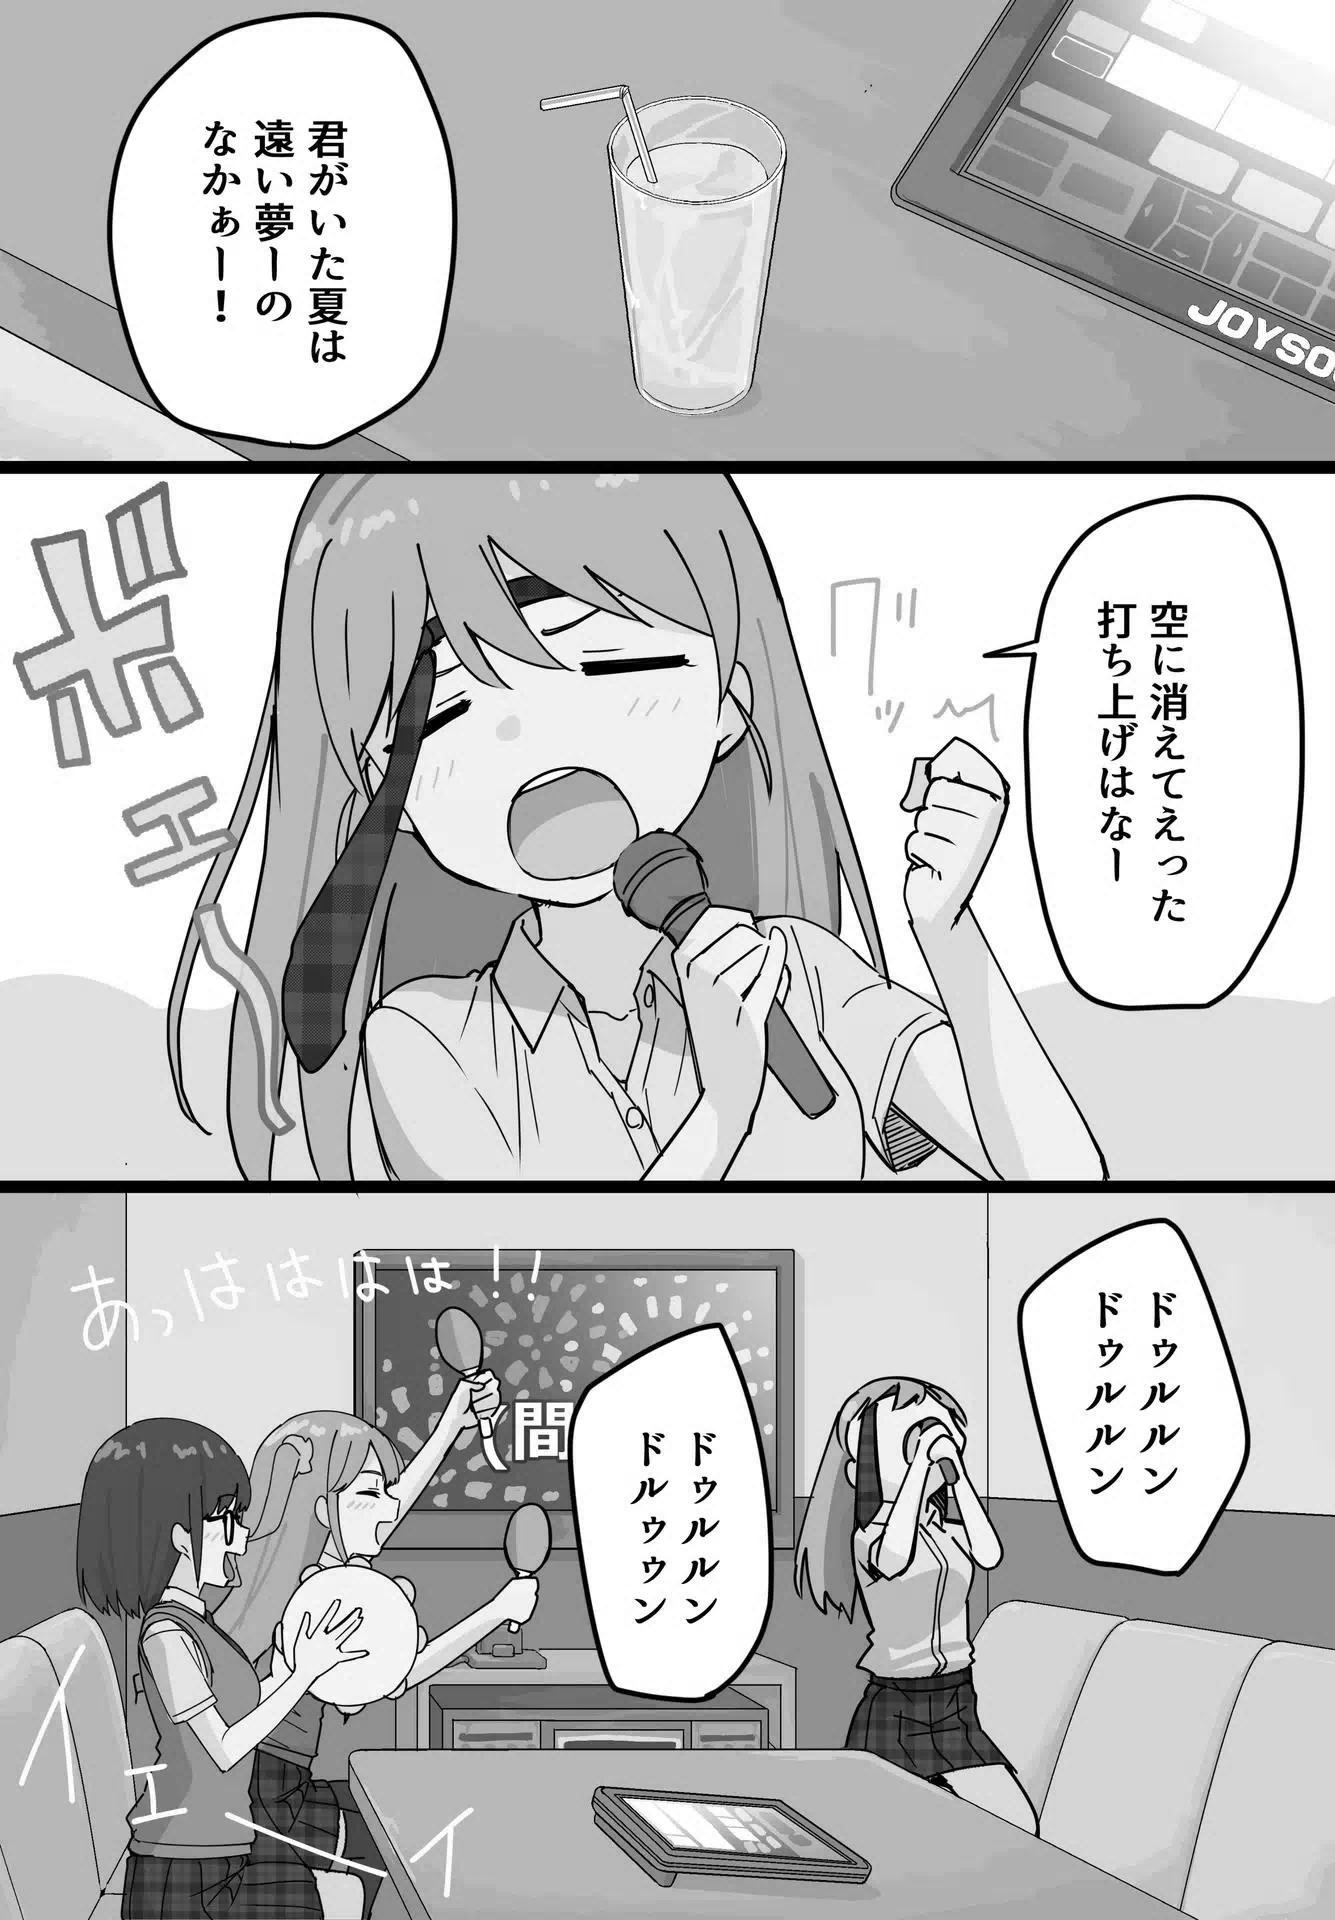 君がいた夏は
遠い夢ーの
なかぁー！
JOYSO
空に消えてえった
打ち上げはなー
ボエ～
グッ
ドゥルルン
ドゥルルン
ドゥルルン
ドルゥゥン
あっはははは！！
（間
イエーイ